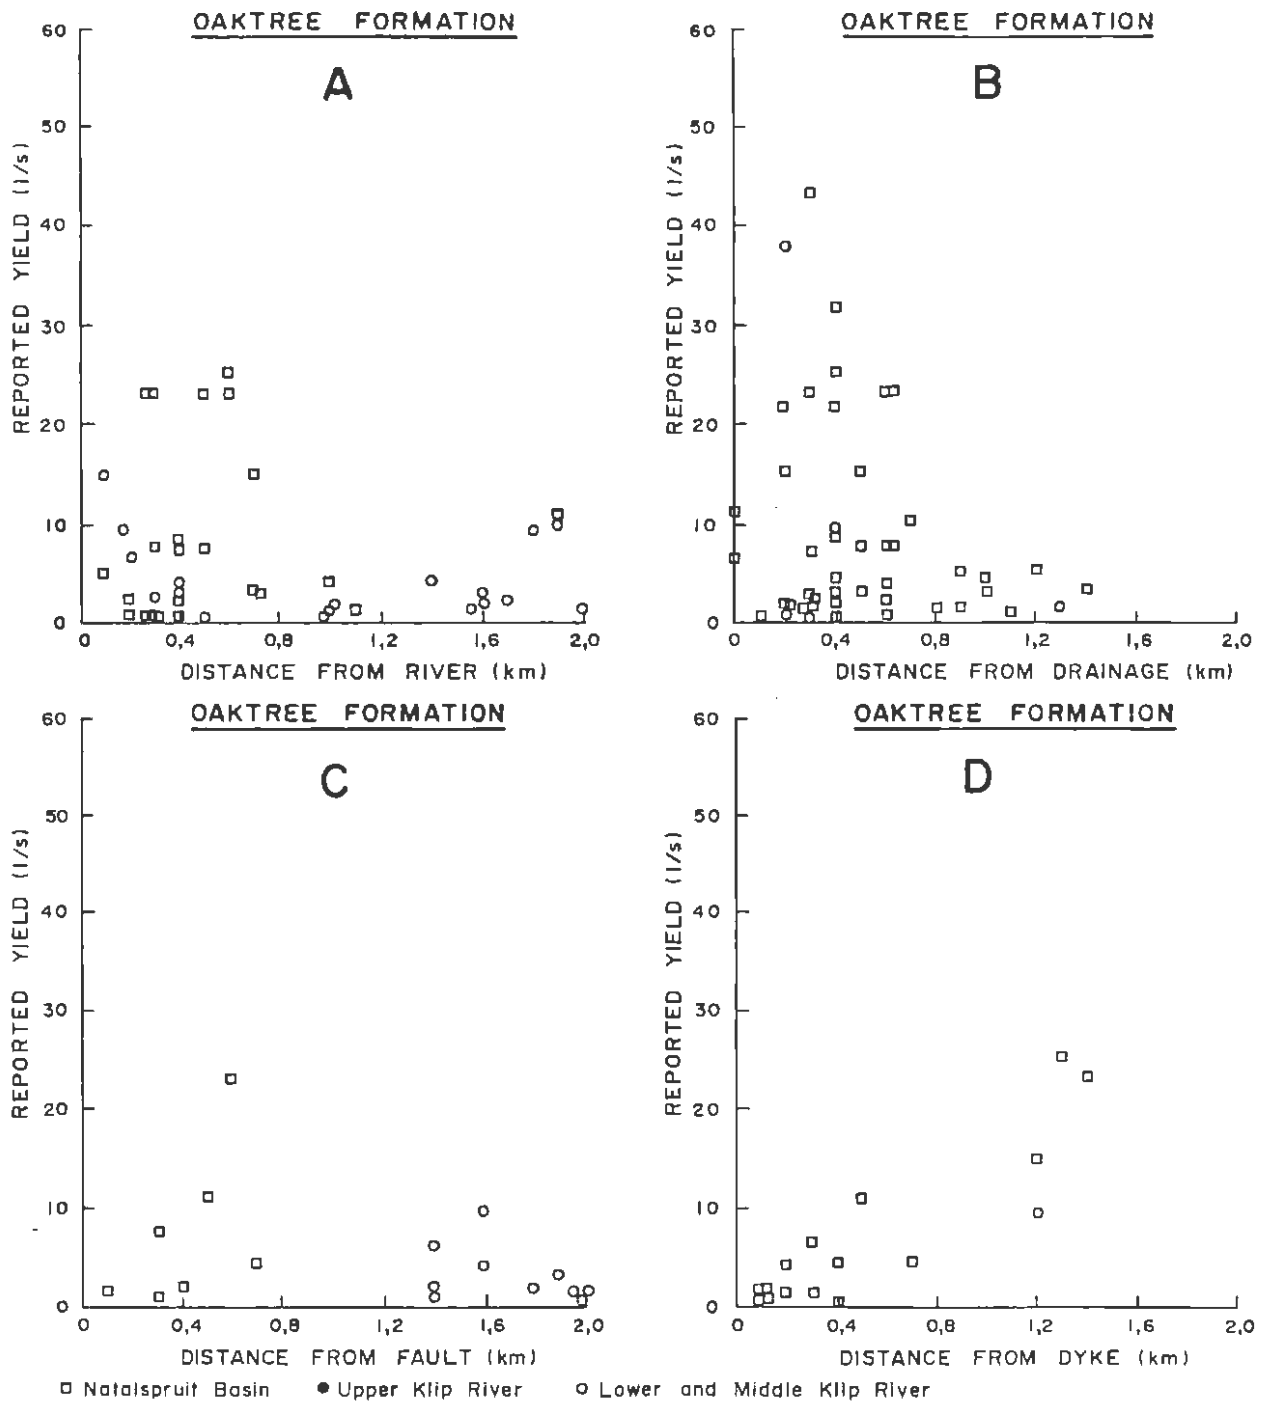 OAKTREE FORMATION
A
REPORTED YIELD (l/s)
60
50
40
30
20
10
0
0 0,4 0,8 1,2 1,6 2,0
DISTANCE FROM RIVER (km)
OAKTREE FORMATION
B
REPORTED YIELD (l/s)
60
50
40
30
20
10
0
0 0,4 0,8 1,2 1,6 2,0
DISTANCE FROM DRAINAGE (km)
OAKTREE FORMATION
C
REPORTED YIELD (l/s)
60
50
40
30
20
10
0
0 0,4 0,8 1,2 1,6 2,0
DISTANCE FROM FAULT (km)
OAKTREE FORMATION
D
REPORTED YIELD (l/s)
60
50
40
30
20
10
0
0 0,4 0,8 1,2 1,6 2,0
DISTANCE FROM DYKE (km)
Natalspruit Basin Upper Klip River Lower and Middle Klip River